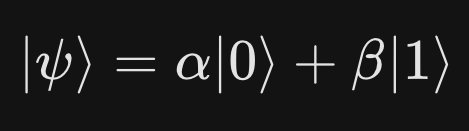 |ψ⟩ = α|0⟩ + β|1⟩